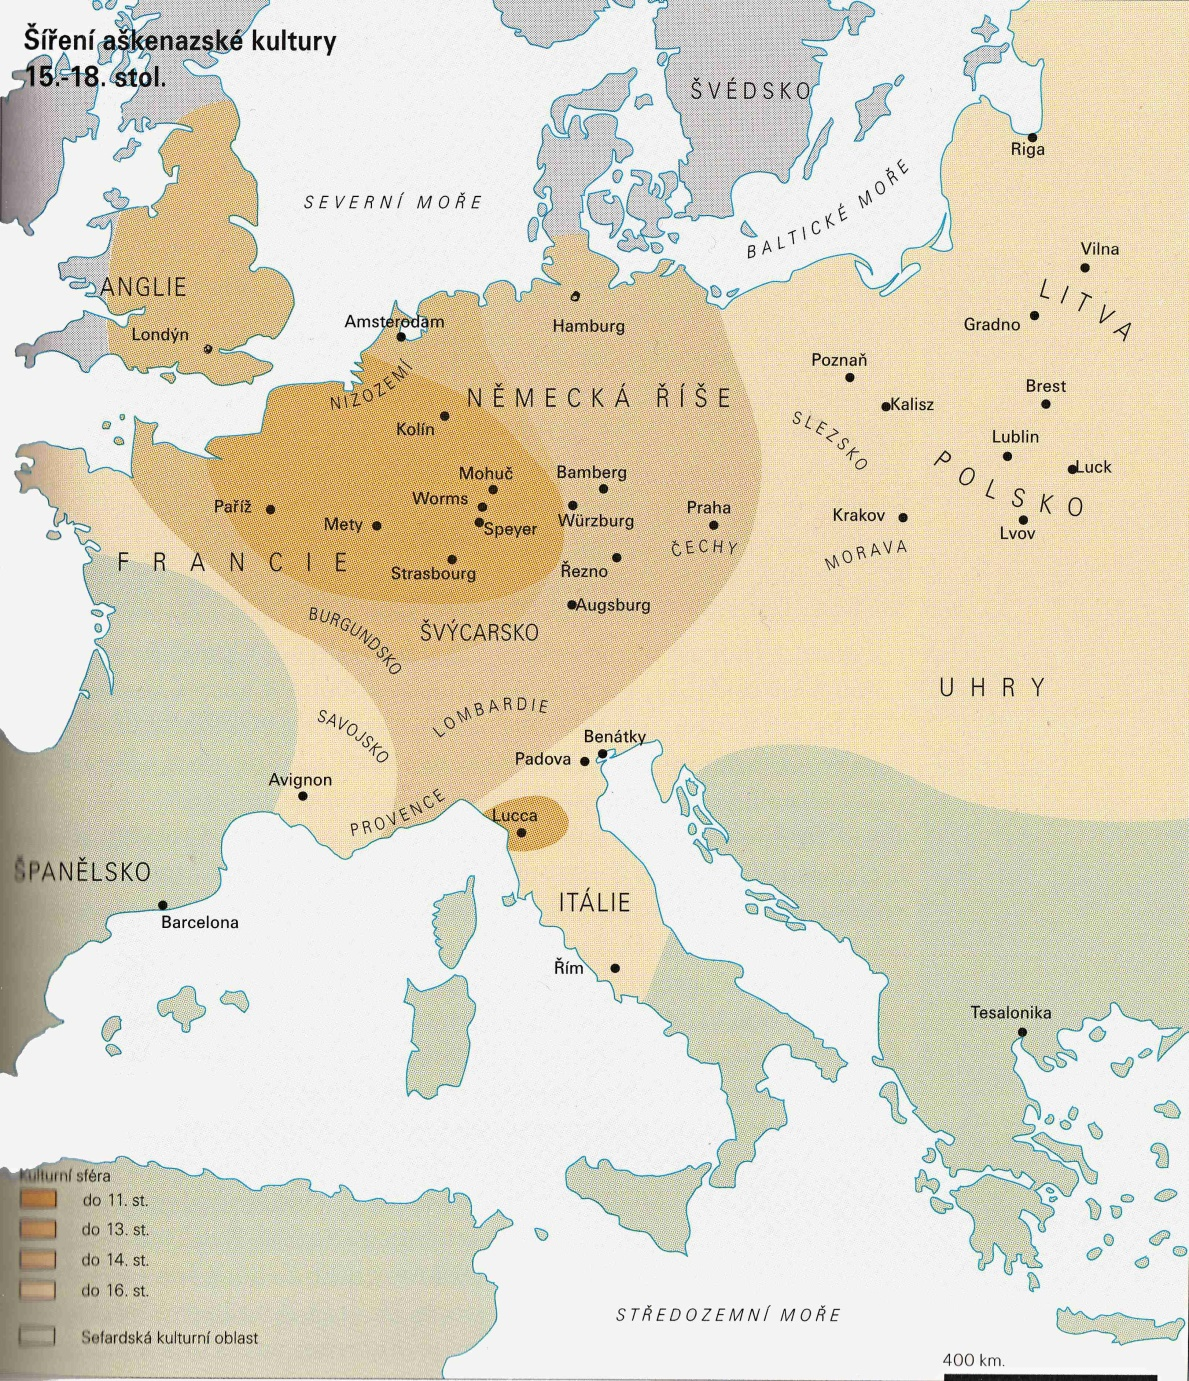 Šíření aškenazské kultury
15.-18. stol.
ŠVÉDSKO
Riga
SEVERNÍ MOŘE
BALTICKÉ MOŘE
Vilna
LITVA
ANGLIE
Londýn
Amsterodam
Hamburg
Gradno
NIZOZEMÍ
NĚMECKÁ ŘÍŠE
Poznaň
Kalisz
Brest
Kolín
SLEZSKO
Lublin
POLSKO
Luck
Mohuč
Bamberg
Worms
Paříž
Mety
Speyer
Würzburg
Praha
Krakov
Lvov
ČECHY
MORAVA
FRANCIE
Strasbourg
Řezno
Augsburg
BURGUNDSKO
ŠVÝCARSKO
UHRY
SAVOJSKO
LOMBARDIE
Benátky
Padova
Avignon
PROVENCE
Lucca
ŠPANĚLSKO
Barcelona
ITÁLIE
Řím
Tesalonika
Kulturní sféra
do 11. st.
do 13. st.
do 14. st.
do 16. st.
Sefardská kulturní oblast
STŘEDOZEMNÍ MOŘE
400 km.